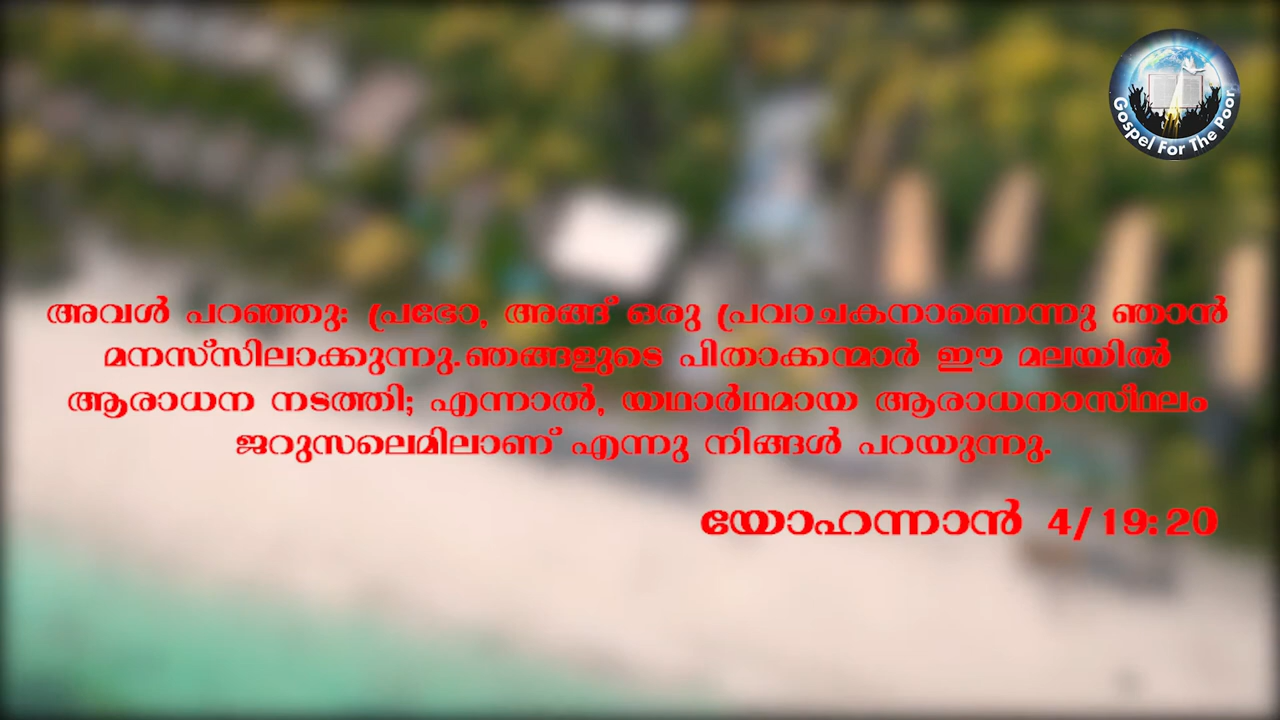 Gospel For The Poor
അവൾ പറഞ്ഞു: പ്രഭോ, അങ്ങ് ഒരു പ്രവാചകനാണെന്നു ഞാൻ
മനസ്സിലാക്കുന്നു.ഞങ്ങളുടെ പിതാക്കന്മാർ ഈ മലയിൽ
ആരാധന നടത്തി; എന്നാൽ, യഥാർഥമായ ആരാധനാസ്ഥലം
ജറുസലെമിലാണ് എന്നു നിങ്ങൾ പറയുന്നു.
യോഹന്നാൻ 4/19:20